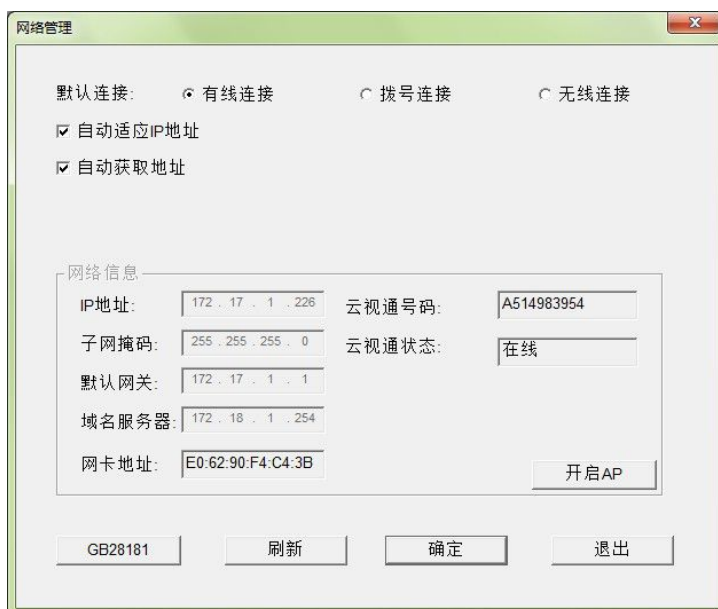 网络管理
默认连接: 有线连接 拨号连接 无线连接
自动适应IP地址
自动获取地址
网络信息
IP地址: 172 . 17 . 1 . 226 云视通号码: A514983954
子网掩码: 255 . 255 . 255 . 0 云视通状态: 在线
默认网关: 172 . 17 . 1 . 1
域名服务器: 172 . 18 . 1 . 254
网卡地址: E0:62:90:F4:C4:3B
开启AP
GB28181 刷新 确定 退出